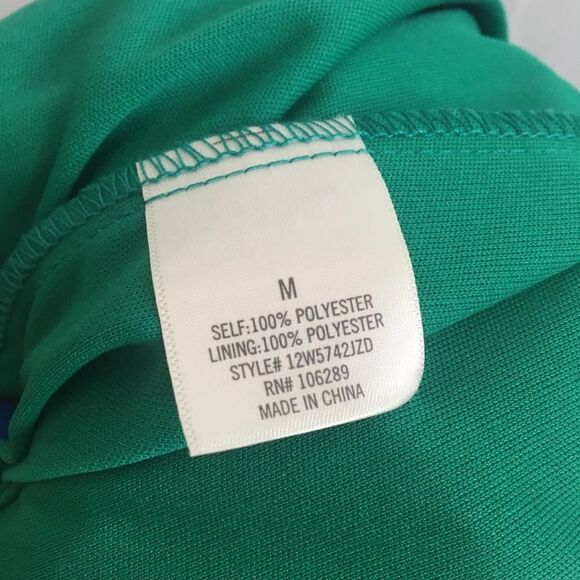 M
SELF:100% POLYESTER
LINING:100% POLYESTER
STYLE# 12W5742JZD
RN# 106289
MADE IN CHINA